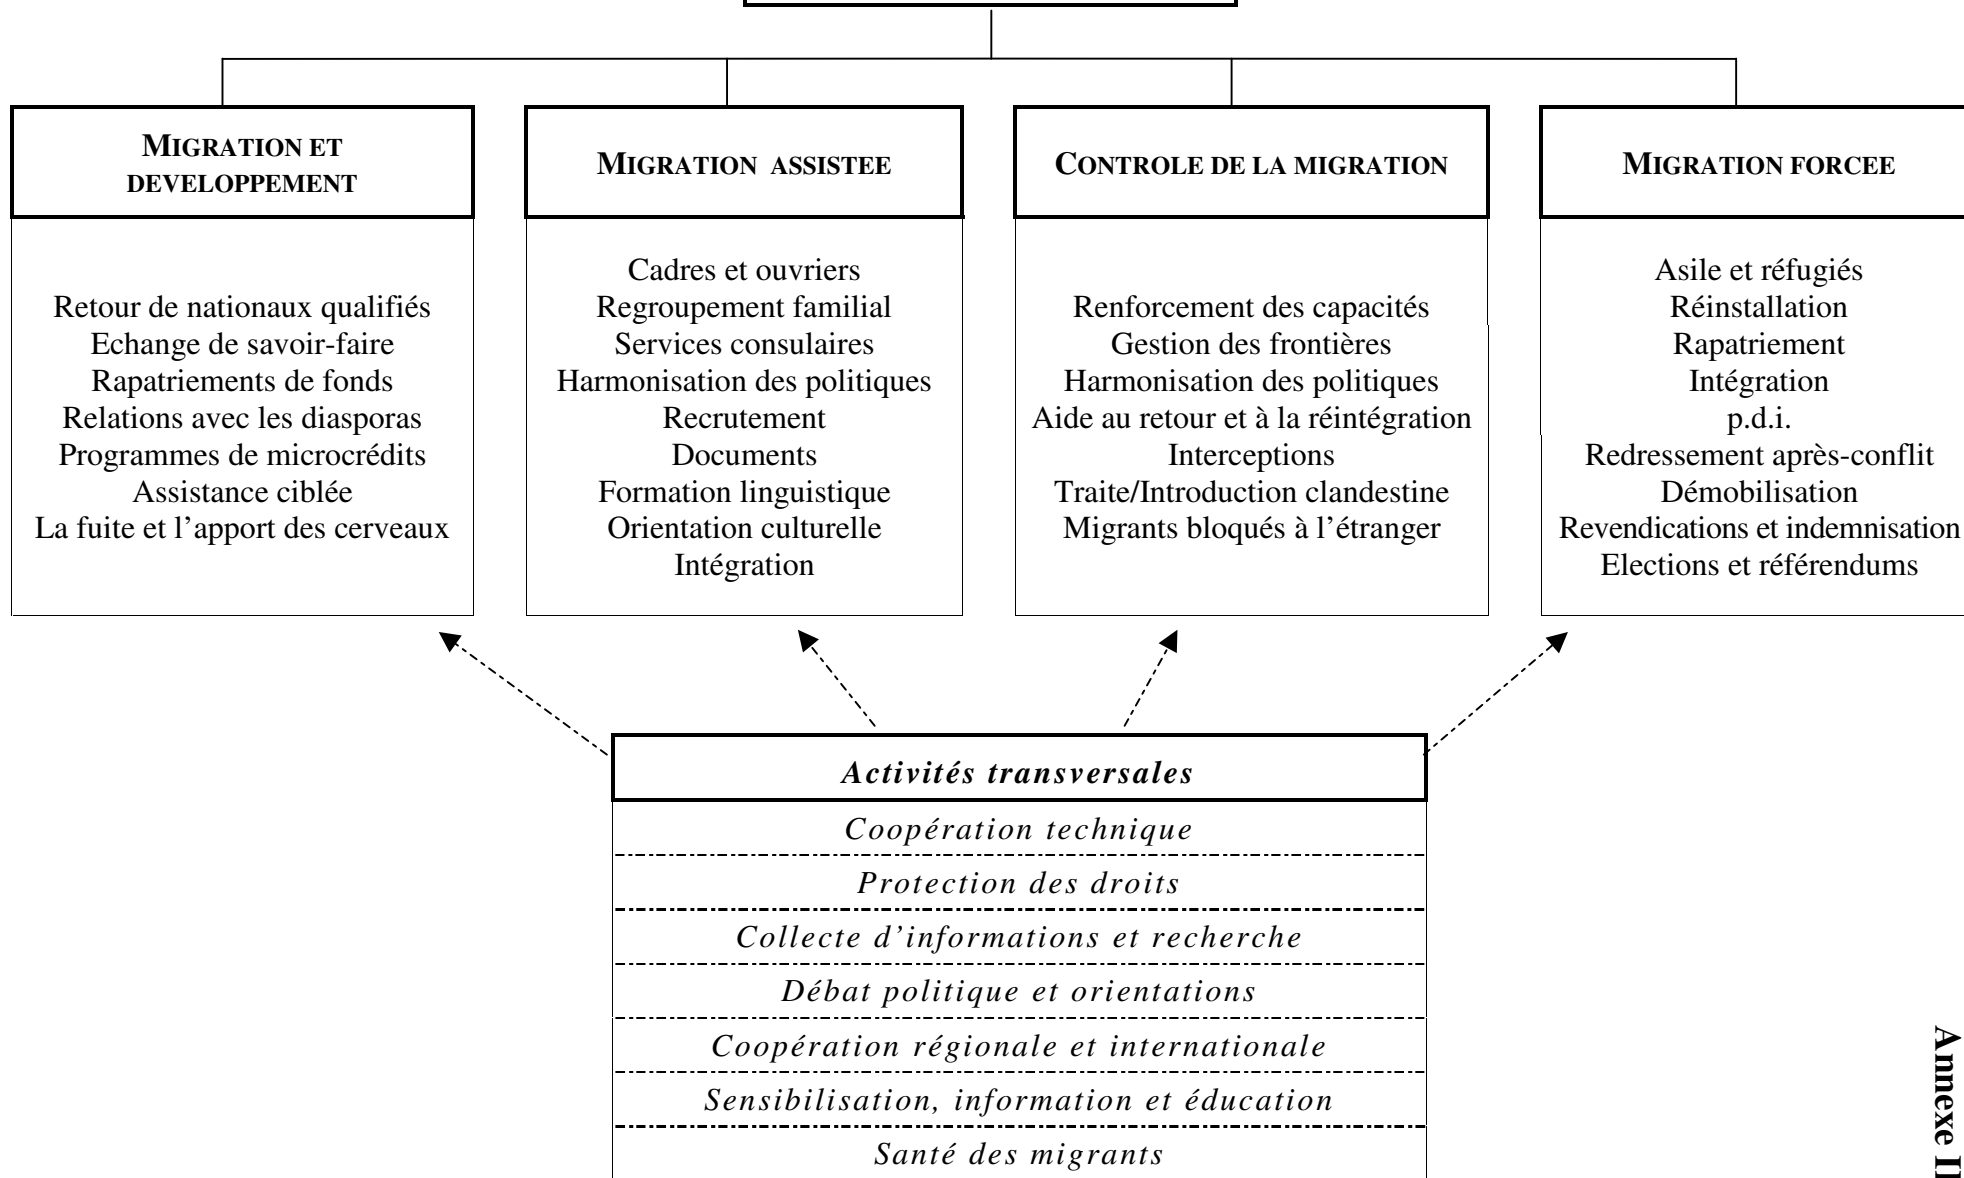 MIGRATION ET
DEVELOPPEMENT
Retour de nationaux qualifiés
Echange de savoir-faire
Rapatriements de fonds
Relations avec les diasporas
Programmes de microcrédits
Assistance ciblée
La fuite et l’apport des cerveaux
MIGRATION ASSISTEE
Cadres et ouvriers
Regroupement familial
Services consulaires
Harmonisation des politiques
Recrutement
Documents
Formation linguistique
Orientation culturelle
Intégration
CONTROLE DE LA MIGRATION
Renforcement des capacités
Gestion des frontières
Harmonisation des politiques
Aide au retour et à la réintégration
Interceptions
Traite/Introduction clandestine
Migrants bloqués à l’étranger
MIGRATION FORCEE
Asile et réfugiés
Réinstallation
Rapatriement
Intégration
p.d.i.
Redressement après-conflit
Démobilisation
Revendications et indemnisation
Elections et référendums
Activités transversales
Coopération technique
Protection des droits
Collecte d’informations et recherche
Débat politique et orientations
Coopération régionale et internationale
Sensibilisation, information et éducation
Santé des migrants
Annexe